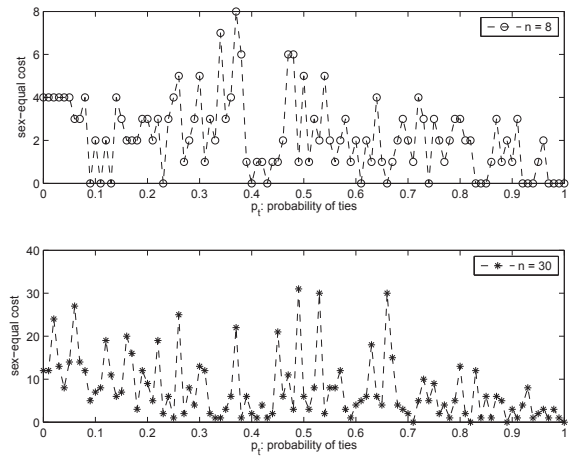 8
6
4
2
0
sex-equal cost
n = 8
0 0.1 0.2 0.3 0.4 0.5 0.6 0.7 0.8 0.9 1
pt: probability of ties
40
30
20
10
0
sex-equal cost
n = 30
0 0.1 0.2 0.3 0.4 0.5 0.6 0.7 0.8 0.9 1
pt: probability of ties